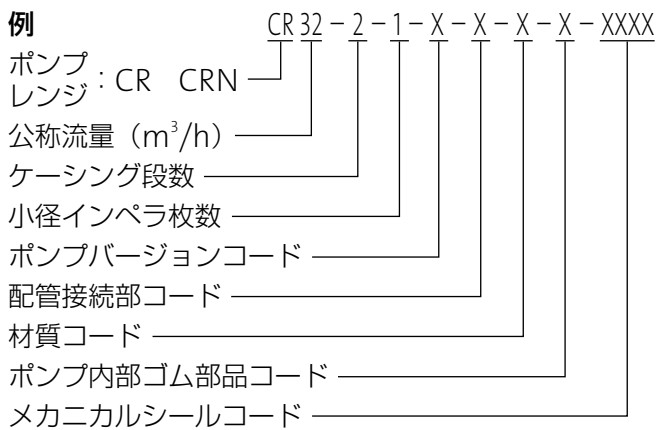 例 CR 32 - 2 - 1 - X - X - X - X - XXXX
ポンプ
レンジ : CR CRN
公称流量（m³/h）
ケーシング段数
小径インペラ枚数
ポンプバージョンコード
配管接続部コード
材質コード
ポンプ内部ゴム部品コード
メカニカルシールコード